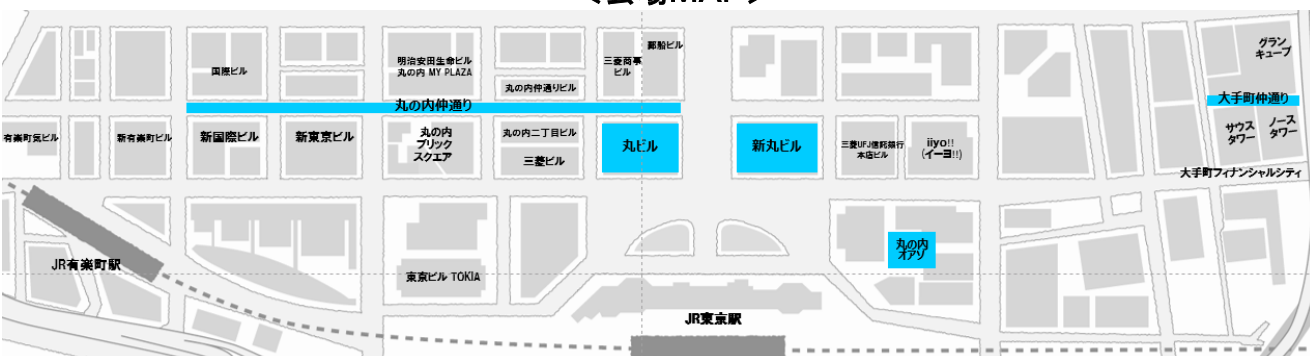 <会場MAP>
グラン
キューブ
郵船ビル
三菱商事
ビル
国際ビル
明治安田生命ビル
丸の内 MY PLAZA
丸の内仲通りビル
丸の内仲通り
大手町仲通り
有楽町電気ビル
新有楽町ビル
新国際ビル
新東京ビル
丸の内
ブリック
スクエア
丸の内二丁目ビル
三菱ビル
丸ビル
新丸ビル
三菱UFJ信託銀行
本店ビル
iiyo!!
(イーヨ!!)
サウス
タワー
ノース
タワー
大手町フィナンシャルシティ
丸の内
オアゾ
JR有楽町駅
東京ビル TOKIA
JR東京駅